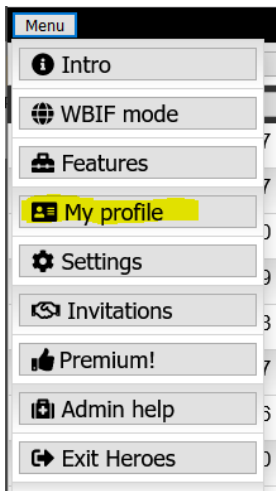 Menu
Intro
WBIF mode
Features
My profile
Settings
Invitations
Premium!
Admin help
Exit Heroes